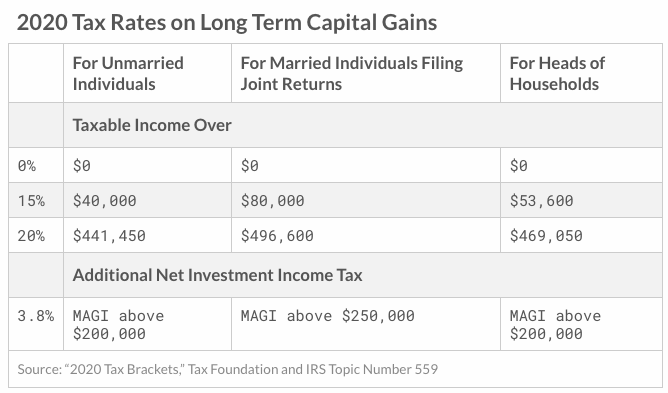 2020 Tax Rates on Long Term Capital Gains
For Unmarried Individuals
For Married Individuals Filing Joint Returns
For Heads of Households
Taxable Income Over
0% $0 $0 $0
15% $40,000 $80,000 $53,600
20% $441,450 $496,600 $469,050
Additional Net Investment Income Tax
3.8% MAGI above $200,000 MAGI above $250,000 MAGI above $200,000
Source: “2020 Tax Brackets,” Tax Foundation and IRS Topic Number 559